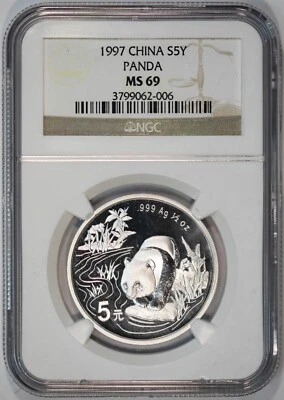 1997 CHINA S5Y
PANDA
MS 69
3799062-006
NGC
.999 Ag ½ oz
5元